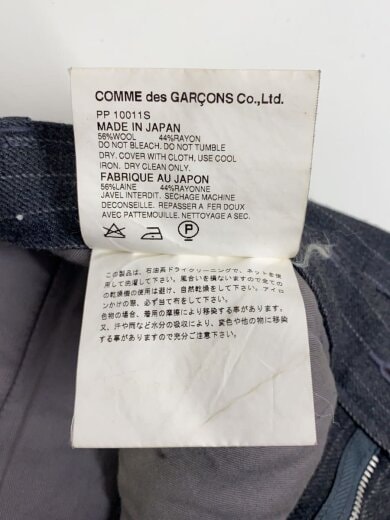 COMME des GARÇONS Co.,Ltd.
PP 10011S
MADE IN JAPAN
56%WOOL 44%RAYON
DO NOT BLEACH. DO NOT TUMBLE
DRY. COVER WITH CLOTH, USE COOL
IRON. DRY CLEAN ONLY.
FABRIQUE AU JAPON
56%LAINE 44%RAYONNE
JAVEL INTERDIT. SECHAGE MACHINE
DECONSEILLE. REPASSER A FER DOUX
AVEC PATTEMOUILLE. NETTOYAGE A SEC.
P
この製品は、石油系ドライクリーニングで、ネットを使
用して洗濯して下さい。風合いを損ないますので全ての
の乾燥機の使用は避け、自然乾燥をして下さい。アイロ
ンかけの際、必ず当て布をして下さい。
色物の場合、着用の摩擦により移染する事があります。
又、汗や雨など水分の吸収により、変色や他の物に移染
する事がありますので充分ご注意下さい。